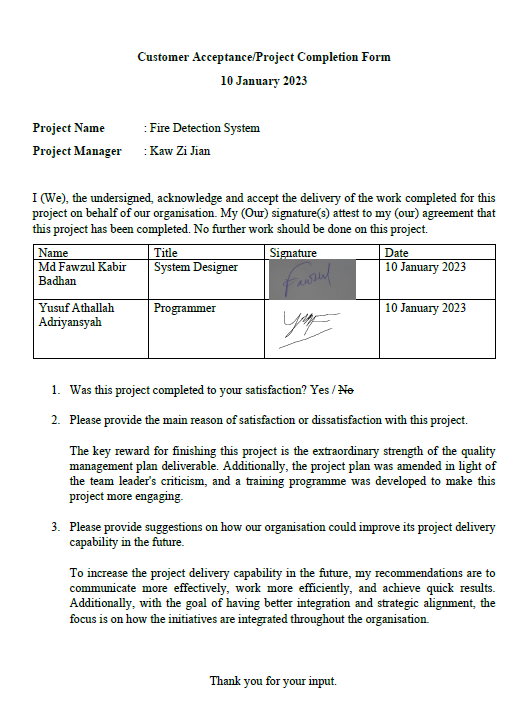 Customer Acceptance/Project Completion Form
10 January 2023
Project Name : Fire Detection System
Project Manager : Kaw Zi Jian
I (We), the undersigned, acknowledge and accept the delivery of the work completed for this
project on behalf of our organisation. My (Our) signature(s) attest to my (our) agreement that
this project has been completed. No further work should be done on this project.
Name Title Signature Date
Md Fawzul Kabir System Designer Fawzul 10 January 2023
Badhan
Yusuf Athallah Programmer 10 January 2023
Adriyansyah
1. Was this project completed to your satisfaction? Yes / No
2. Please provide the main reason of satisfaction or dissatisfaction with this project.
The key reward for finishing this project is the extraordinary strength of the quality
management plan deliverable. Additionally, the project plan was amended in light of
the team leader's criticism, and a training programme was developed to make this
project more engaging.
3. Please provide suggestions on how our organisation could improve its project delivery
capability in the future.
To increase the project delivery capability in the future, my recommendations are to
communicate more effectively, work more efficiently, and achieve quick results.
Additionally, with the goal of having better integration and strategic alignment, the
focus is on how the initiatives are integrated throughout the organisation.
Thank you for your input.